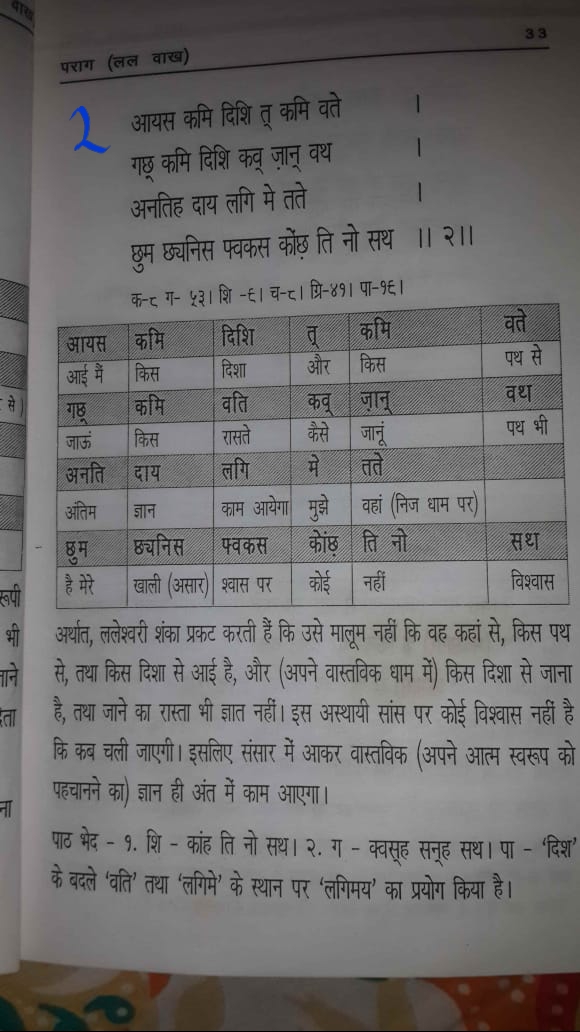 33
पराग (लल वाख)
२
आयस कमि दिशि त् कमि वते ।
गछ़् कमि दिशि कव् ज़ान् वथ ।
अनतिह दाय लगि मे तते ।
छुम छ्यनिस फ्वकस कोंछ़ ति नो सथ ।। २।।
क-८ ग- ५३। शि -६। च-८। ग्रि-४१। पा-१६।
आयस कमि दिशि त् कमि वते
आई मैं किस दिशा और किस पथ से
गछ़् कमि वति कव् ज़ान् वथ
जाऊं किस रास्ते कैसे जानूं पथ भी
अनति दाय लगि मे तते
अंतिम ज्ञान काम आयेगा मुझे वहां (निज धाम पर)
छुम छ्यनिस फ्वकस कोंछ़ ति नो सथ
है मेरे खाली (असार) श्वास पर कोई नहीं विश्वास
अर्थात, ललेश्वरी शंका प्रकट करती हैं कि उसे मालूम नहीं कि वह कहां से, किस पथ
से, तथा किस दिशा से आई है, और (अपने वास्तविक धाम में) किस दिशा से जाना
है, तथा जाने का रास्ता भी ज्ञात नहीं। इस अस्थायी सांस पर कोई विश्वास नहीं है
कि कब चली जाएगी। इसलिए संसार में आकर वास्तविक (अपने आत्म स्वरूप को
पहचानने का) ज्ञान ही अंत में काम आएगा।
पाठ भेद - १. शि - कांह ति नो सथ। २. ग - क्वस्ह सन्ह सथ। पा - 'दिश'
के बदले 'वति' तथा 'लगिमे' के स्थान पर 'लगिमय' का प्रयोग किया है।